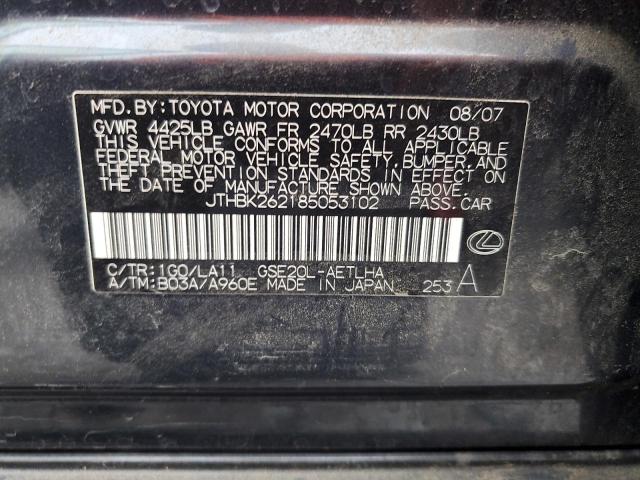 MFD. BY: TOYOTA MOTOR CORPORATION 08/07
GVWR 4425LB GAWR FR 2470LB RR 2430LB
THIS VEHICLE CONFORMS TO ALL APPLICABLE
FEDERAL MOTOR VEHICLE SAFETY, BUMPER, AND
THEFT PREVENTION STANDARDS IN EFFECT ON
THE DATE OF MANUFACTURE SHOWN ABOVE.
JTHBK262185053102 PASS. CAR
C/TR: 1G0/LA11 GSE20L-AETLHA
A/TM: B03A/A960E MADE IN JAPAN 253 A